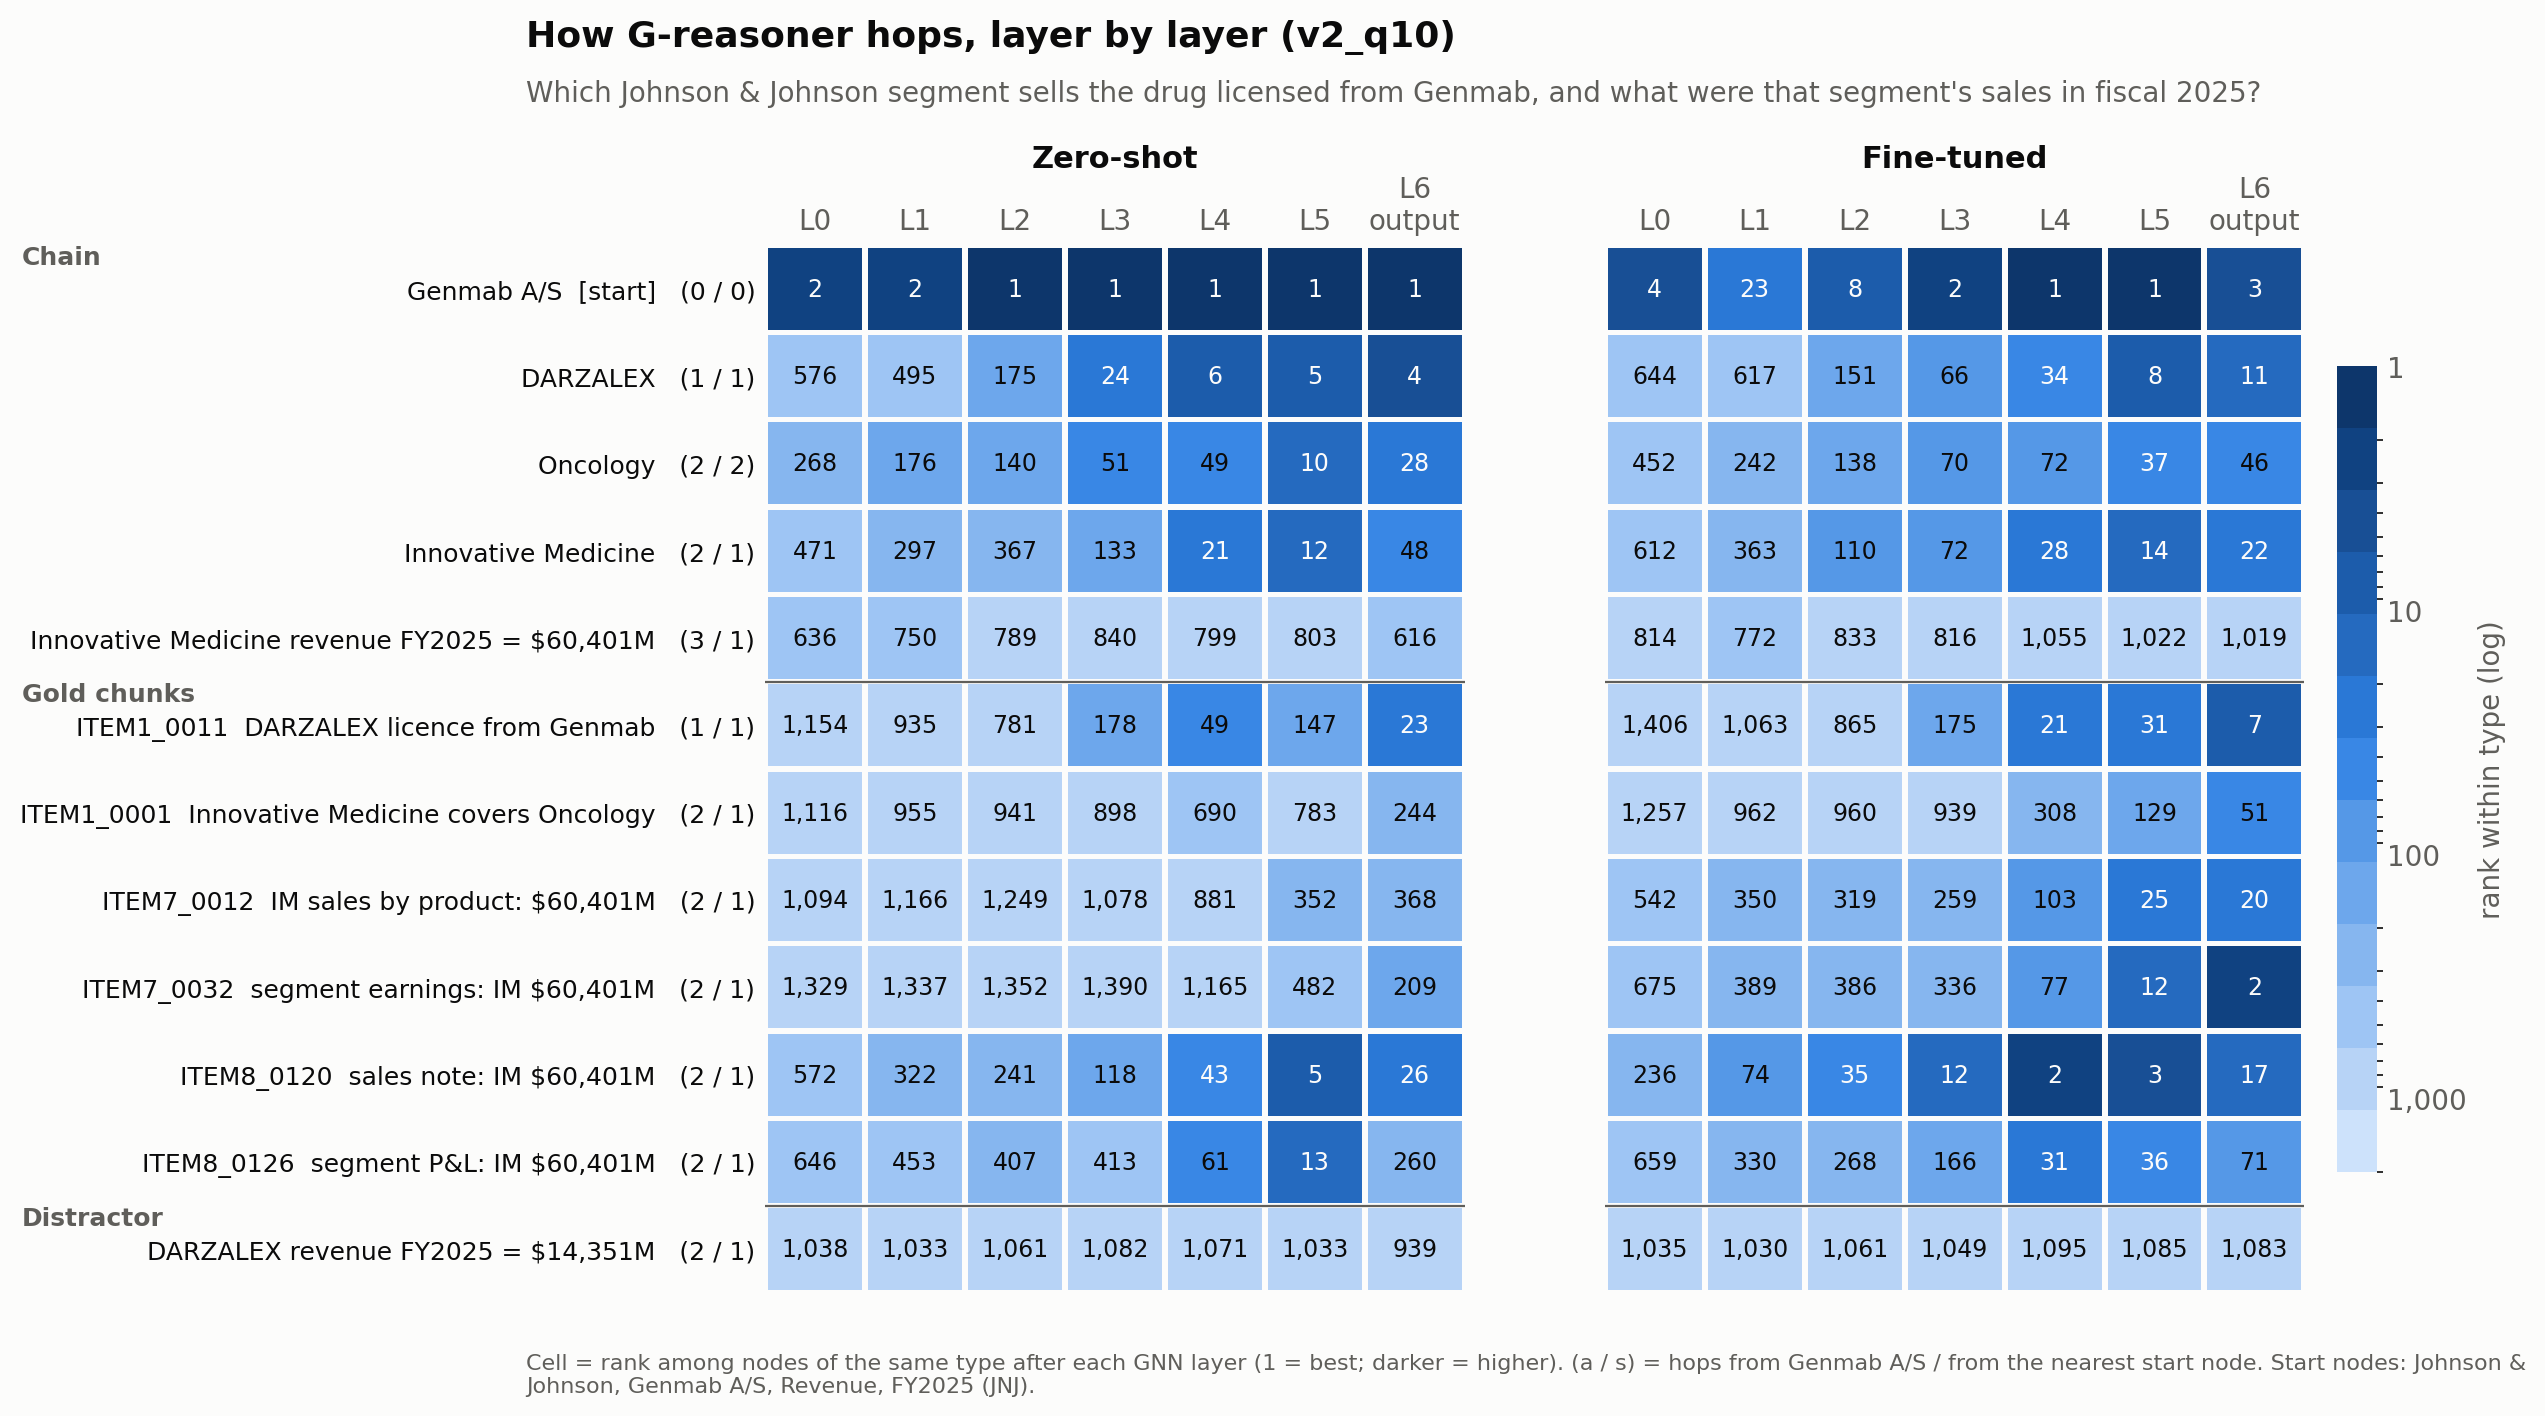 How G-reasoner hops, layer by layer (v2_q10)
Which Johnson & Johnson segment sells the drug licensed from Genmab, and what were that segment's sales in fiscal 2025?
Zero-shot Fine-tuned
L0 L1 L2 L3 L4 L5 L6 output L0 L1 L2 L3 L4 L5 L6 output
Chain
Genmab A/S [start] (0 / 0) 2 2 1 1 1 1 1 4 23 8 2 1 1 3
DARZALEX (1 / 1) 576 495 175 24 6 5 4 644 617 151 66 34 8 11
Oncology (2 / 2) 268 176 140 51 49 10 28 452 242 138 70 72 37 46
Innovative Medicine (2 / 1) 471 297 367 133 21 12 48 612 363 110 72 28 14 22
Innovative Medicine revenue FY2025 = $60,401M (3 / 1) 636 750 789 840 799 803 616 814 772 833 816 1,055 1,022 1,019
Gold chunks
ITEM1_0011 DARZALEX licence from Genmab (1 / 1) 1,154 935 781 178 49 147 23 1,406 1,063 865 175 21 31 7
ITEM1_0001 Innovative Medicine covers Oncology (2 / 1) 1,116 955 941 898 690 783 244 1,257 962 960 939 308 129 51
ITEM7_0012 IM sales by product: $60,401M (2 / 1) 1,094 1,166 1,249 1,078 881 352 368 542 350 319 259 103 25 20
ITEM7_0032 segment earnings: IM $60,401M (2 / 1) 1,329 1,337 1,352 1,390 1,165 482 209 675 389 386 336 77 12 2
ITEM8_0120 sales note: IM $60,401M (2 / 1) 572 322 241 118 43 5 26 236 74 35 12 2 3 17
ITEM8_0126 segment P&L: IM $60,401M (2 / 1) 646 453 407 413 61 13 260 659 330 268 166 31 36 71
Distractor
DARZALEX revenue FY2025 = $14,351M (2 / 1) 1,038 1,033 1,061 1,082 1,071 1,033 939 1,035 1,030 1,061 1,049 1,095 1,085 1,083
1
10
100
1,000
rank within type (log)
Cell = rank among nodes of the same type after each GNN layer (1 = best; darker = higher). (a / s) = hops from Genmab A/S / from the nearest start node. Start nodes: Johnson &
Johnson, Genmab A/S, Revenue, FY2025 (JNJ).